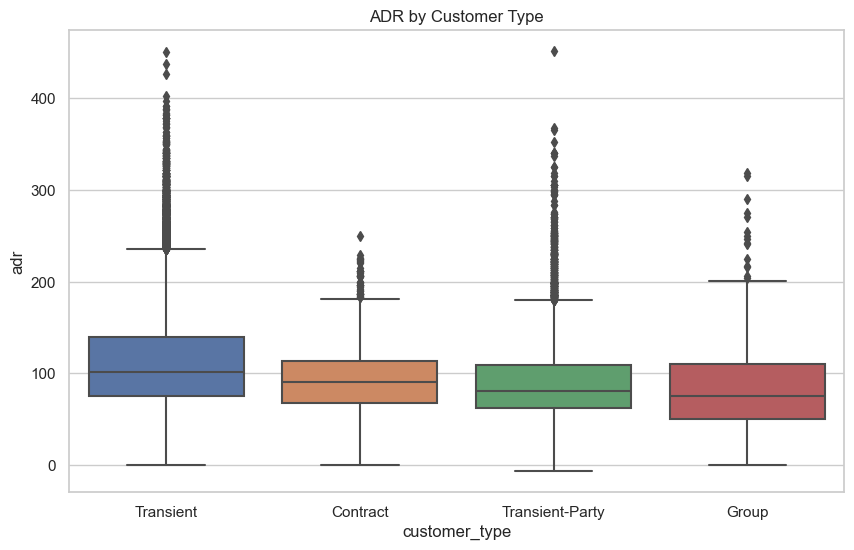 ADR by Customer Type
adr
400
300
200
100
0
Transient Contract Transient-Party Group
customer_type